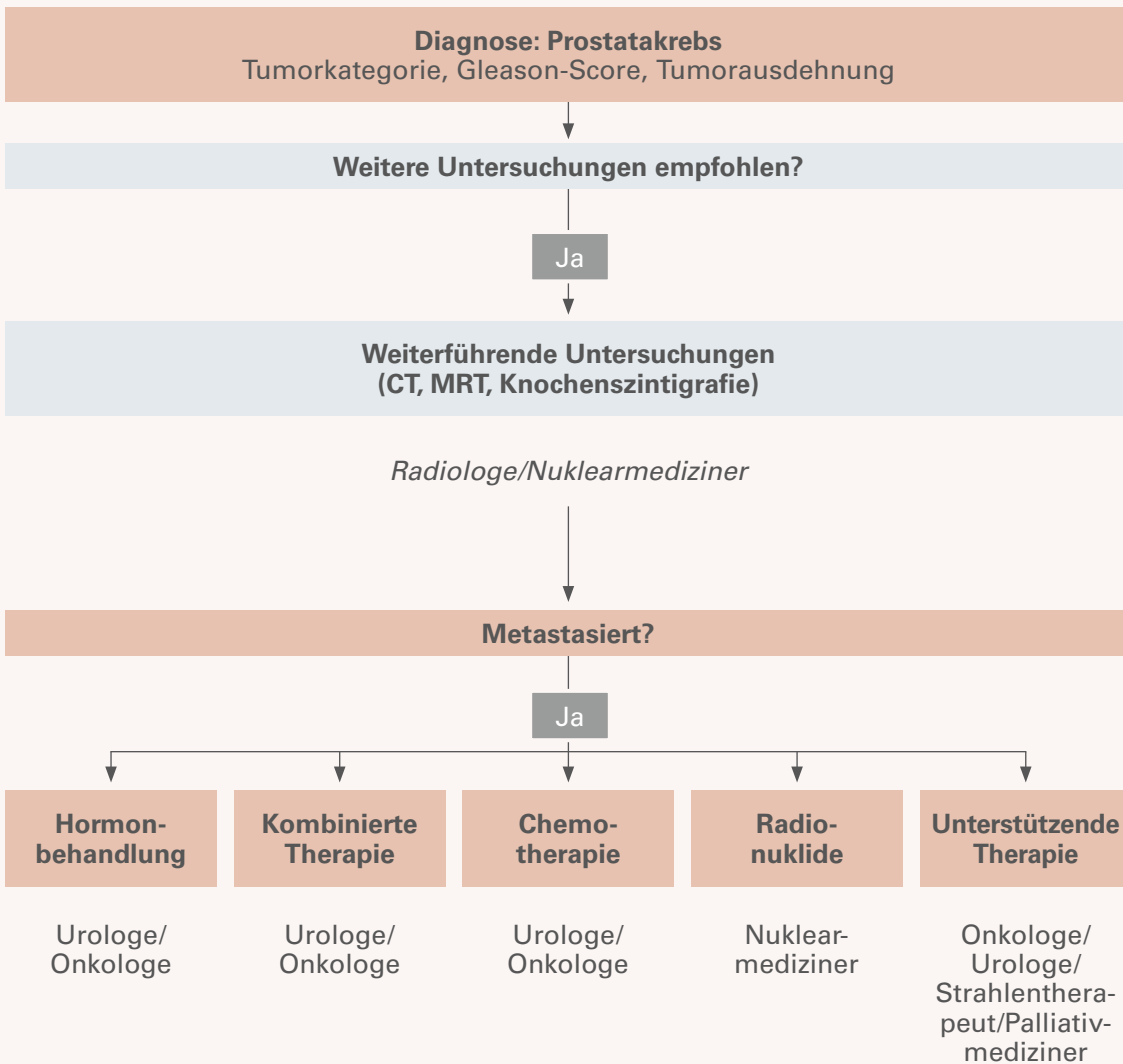 Diagnose: Prostatakrebs
Tumorkategorie, Gleason-Score, Tumorausdehnung
Weitere Untersuchungen empfohlen?
Ja
Weiterführende Untersuchungen
(CT, MRT, Knochenszintigrafie)
Radiologe/Nuklearmediziner
Metastasiert?
Ja
Hormon-
behandlung
Kombinierte
Therapie
Chemo-
therapie
Radio-
nuklide
Unterstützende
Therapie
Urologe/
Onkologe
Urologe/
Onkologe
Urologe/
Onkologe
Nuklear-
mediziner
Onkologe/
Urologe/
Strahlenthera-
peut/Palliativ-
mediziner